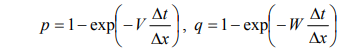 p = 1 − exp(−V Δt/Δx), q = 1 − exp(−W Δt/Δx)